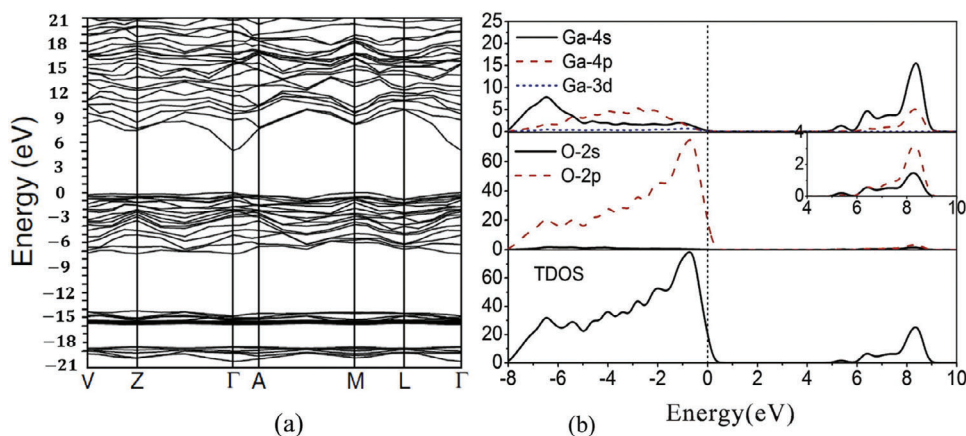 21
18
15
12
9
6
3
0
−3
−6
−9
−12
−15
−18
−21
Energy (eV)
V Z Γ A M L Γ
(a)
25
20
15
10
5
0
Ga-4s
Ga-4p
Ga-3d
60
40
20
0
O-2s
O-2p
4
2
0
4 6 8 10
60
40
20
0
TDOS
-8 -6 -4 -2 0 2 4 6 8 10
Energy(eV)
(b)